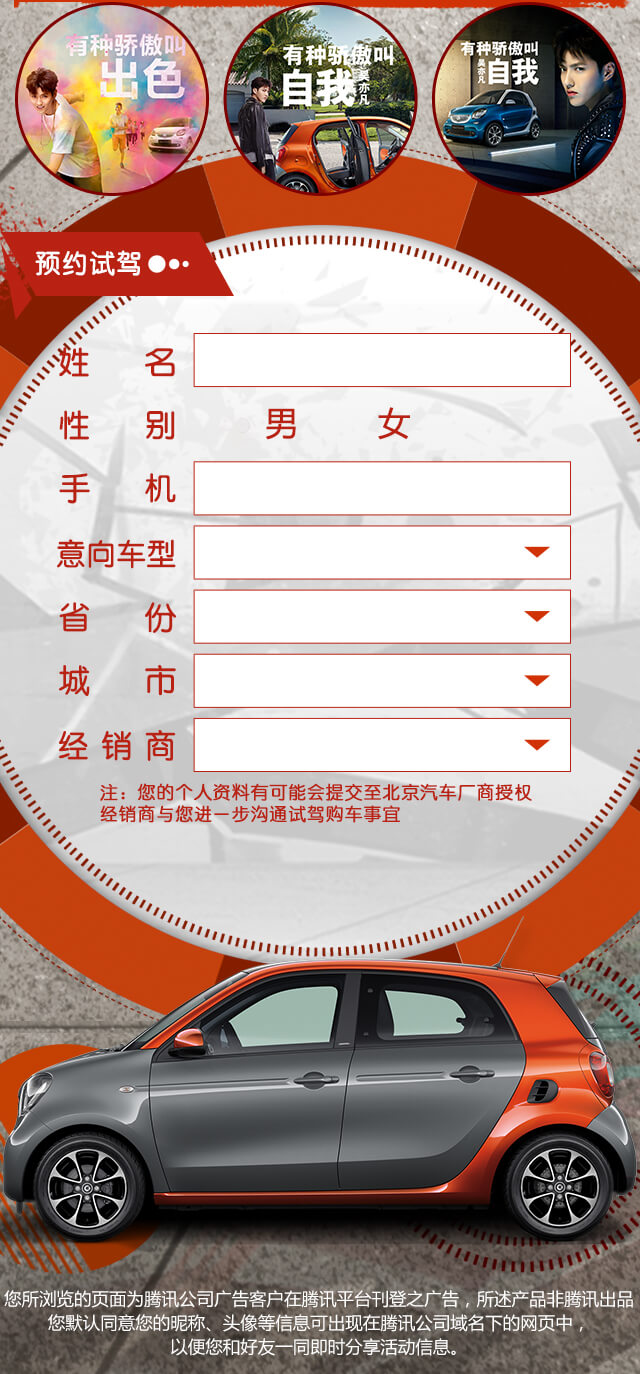 有种骄傲叫
出色
有种骄傲叫
自我
吴亦凡
有种骄傲叫
自我
吴亦凡
预约试驾
姓 名
性 别 男 女
手 机
意向车型
省 份
城 市
经销商
注：您的个人资料有可能会提交至北京汽车厂商授权
经销商与您进一步沟通试驾购车事宜
您所浏览的页面为腾讯公司广告客户在腾讯平台刊登之广告，所述产品非腾讯出品
您默认同意您的昵称、头像等信息可出现在腾讯公司域名下的网页中，
以便您和好友一同即时分享活动信息。